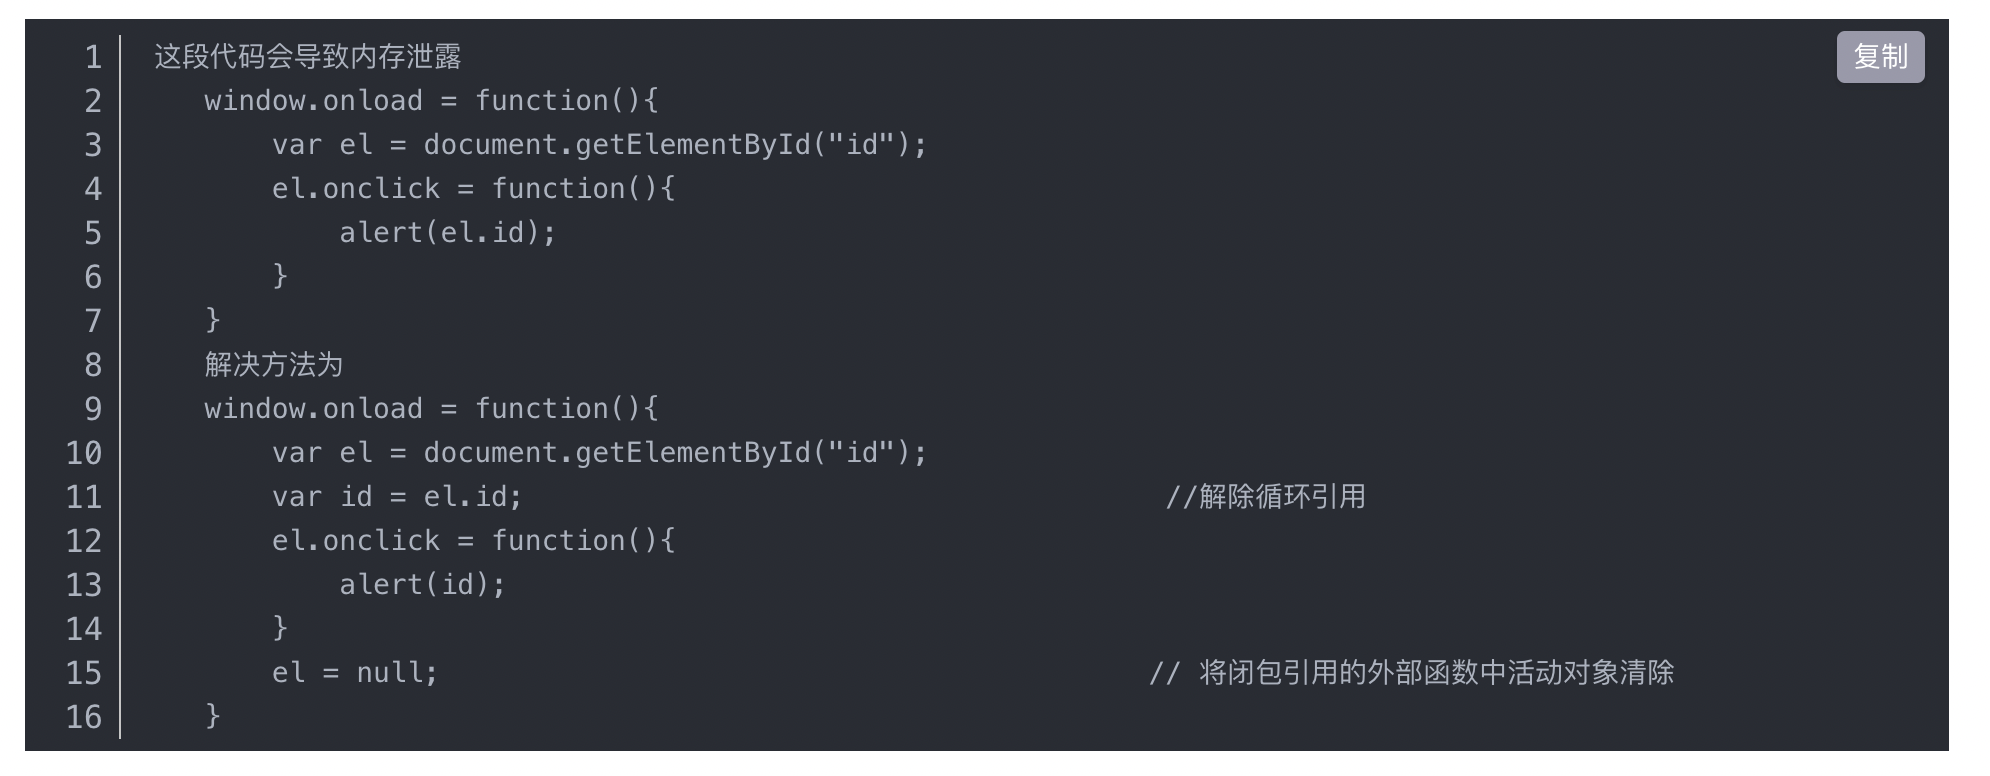 复制
1 这段代码会导致内存泄露
2 window.onload = function(){
3 var el = document.getElementById("id");
4 el.onclick = function(){
5 alert(el.id);
6 }
7 }
8 解决方法为
9 window.onload = function(){
10 var el = document.getElementById("id");
11 var id = el.id; //解除循环引用
12 el.onclick = function(){
13 alert(id);
14 }
15 el = null; // 将闭包引用的外部函数中活动对象清除
16 }